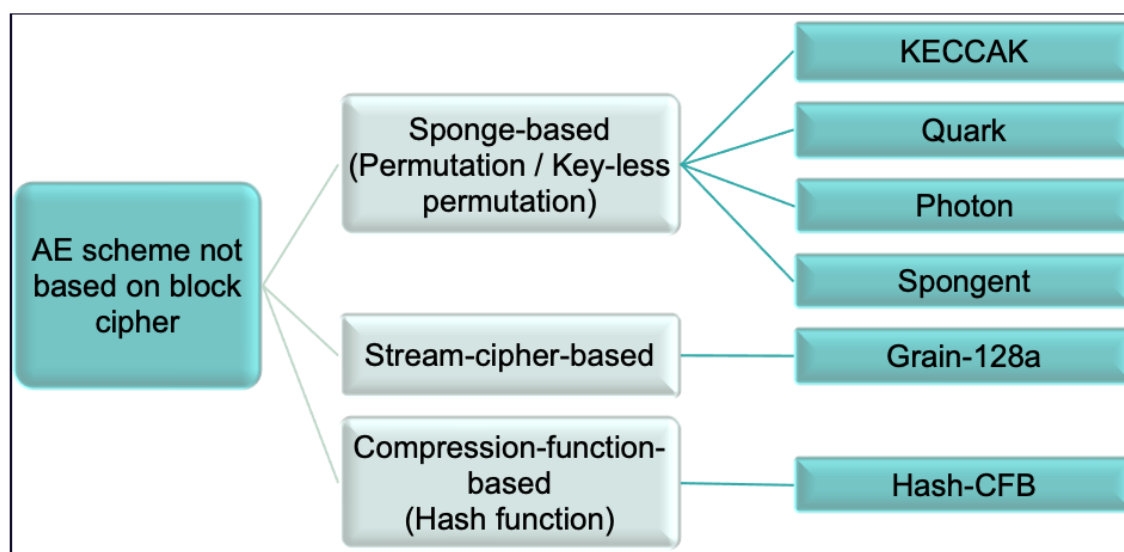 AE scheme not
based on block
cipher
Sponge-based
(Permutation / Key-less
permutation)
Stream-cipher-based
Compression-function-
based
(Hash function)
KECCAK
Quark
Photon
Spongent
Grain-128a
Hash-CFB